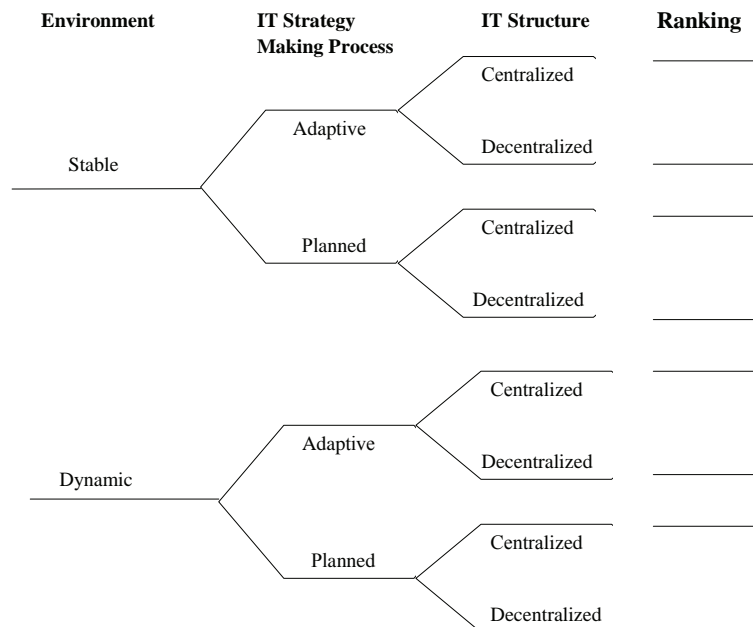 Environment
IT Strategy
Making Process
IT Structure
Ranking
Centralized
Adaptive
Decentralized
Stable
Centralized
Planned
Decentralized
Centralized
Adaptive
Decentralized
Dynamic
Centralized
Planned
Decentralized